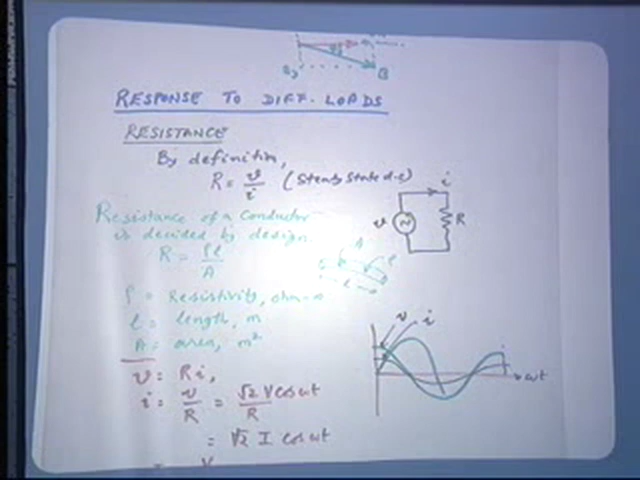 RESPONSE TO DIFF. LOADS
RESISTANCE
By definition,
R = v/i (Steady state d-c)
i
v
R
Resistance of a Conductor
is decided by design
R = ρl/A
A
ρ
l
ρ = Resistivity, ohm-m
l = length, m
A = area, m²
v i
ωt
v = Ri,
i = v/R = √2 V cos ωt/R
= √2 I cos ωt